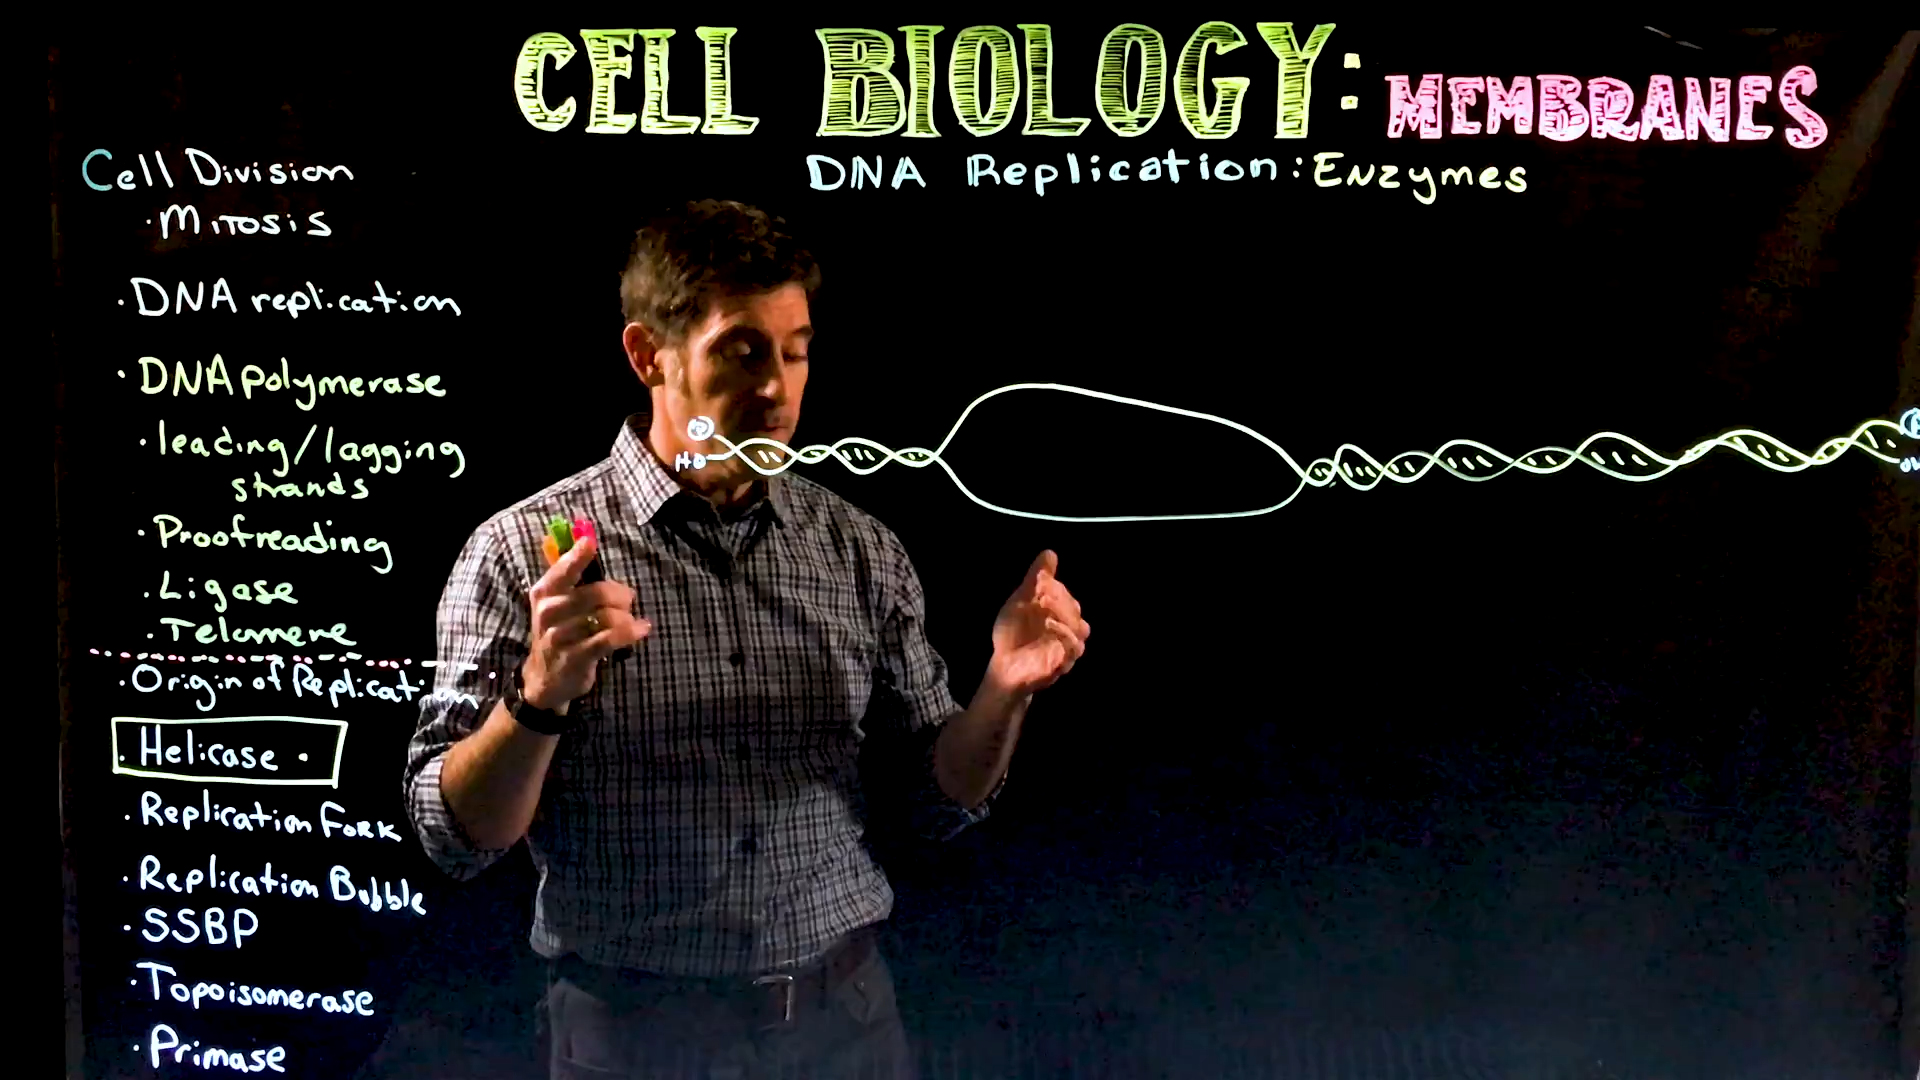 CELL BIOLOGY: MEMBRANES
DNA Replication: Enzymes
Cell Division
· Mitosis
· DNA replication
· DNA polymerase
· leading/lagging
strands
· Proofreading
· Ligase
· Telomere
· Origin of Replication
· Helicase ·
· Replication Fork
· Replication Bubble
· SSBP
· Topoisomerase
· Primase
P
HO
P
OH